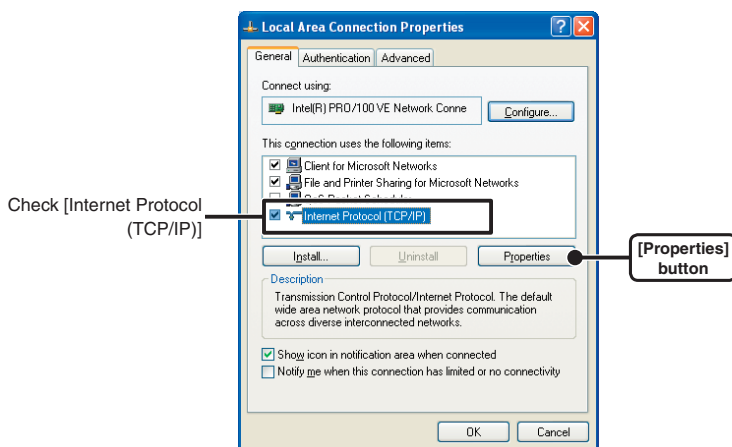 Local Area Connection Properties
General Authentication Advanced
Connect using:
Intel(R) PRO/100 VE Network Conne Configure...
This connection uses the following items:
Client for Microsoft Networks
File and Printer Sharing for Microsoft Networks
Check [Internet Protocol
(TCP/IP)]
Internet Protocol (TCP/IP)
Install... Uninstall Properties
[Properties]
button
Description
Transmission Control Protocol/Internet Protocol. The default
wide area network protocol that provides communication
across diverse interconnected networks.
Show icon in notification area when connected
Notify me when this connection has limited or no connectivity
OK Cancel